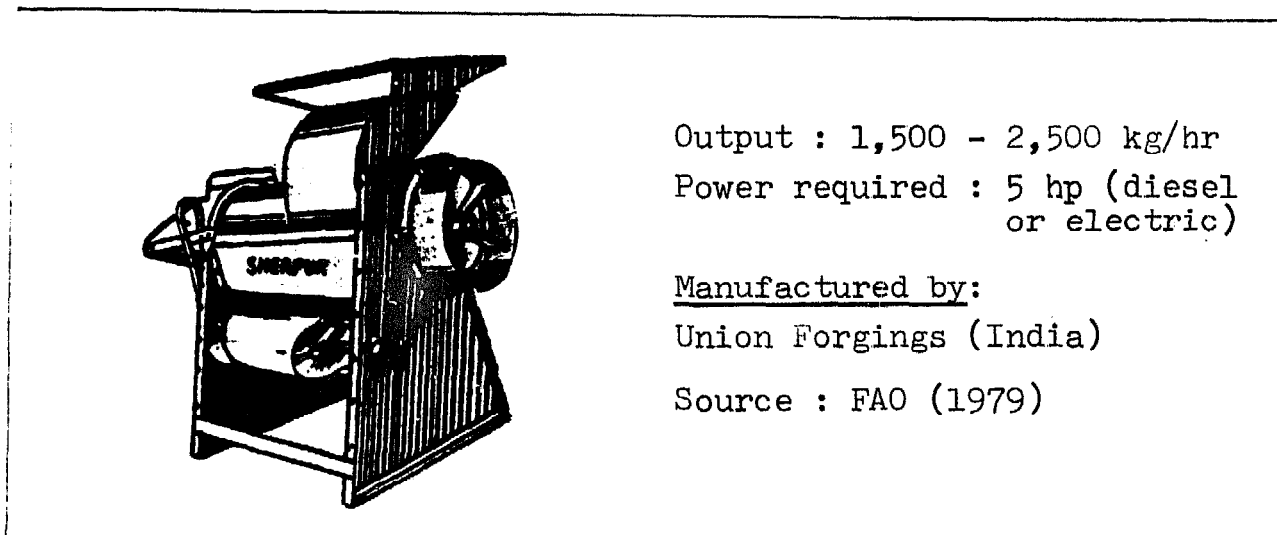 SHERPUR
Output : 1,500 - 2,500 kg/hr
Power required : 5 hp (diesel
or electric)
Manufactured by:
Union Forgings (India)
Source : FAO (1979)